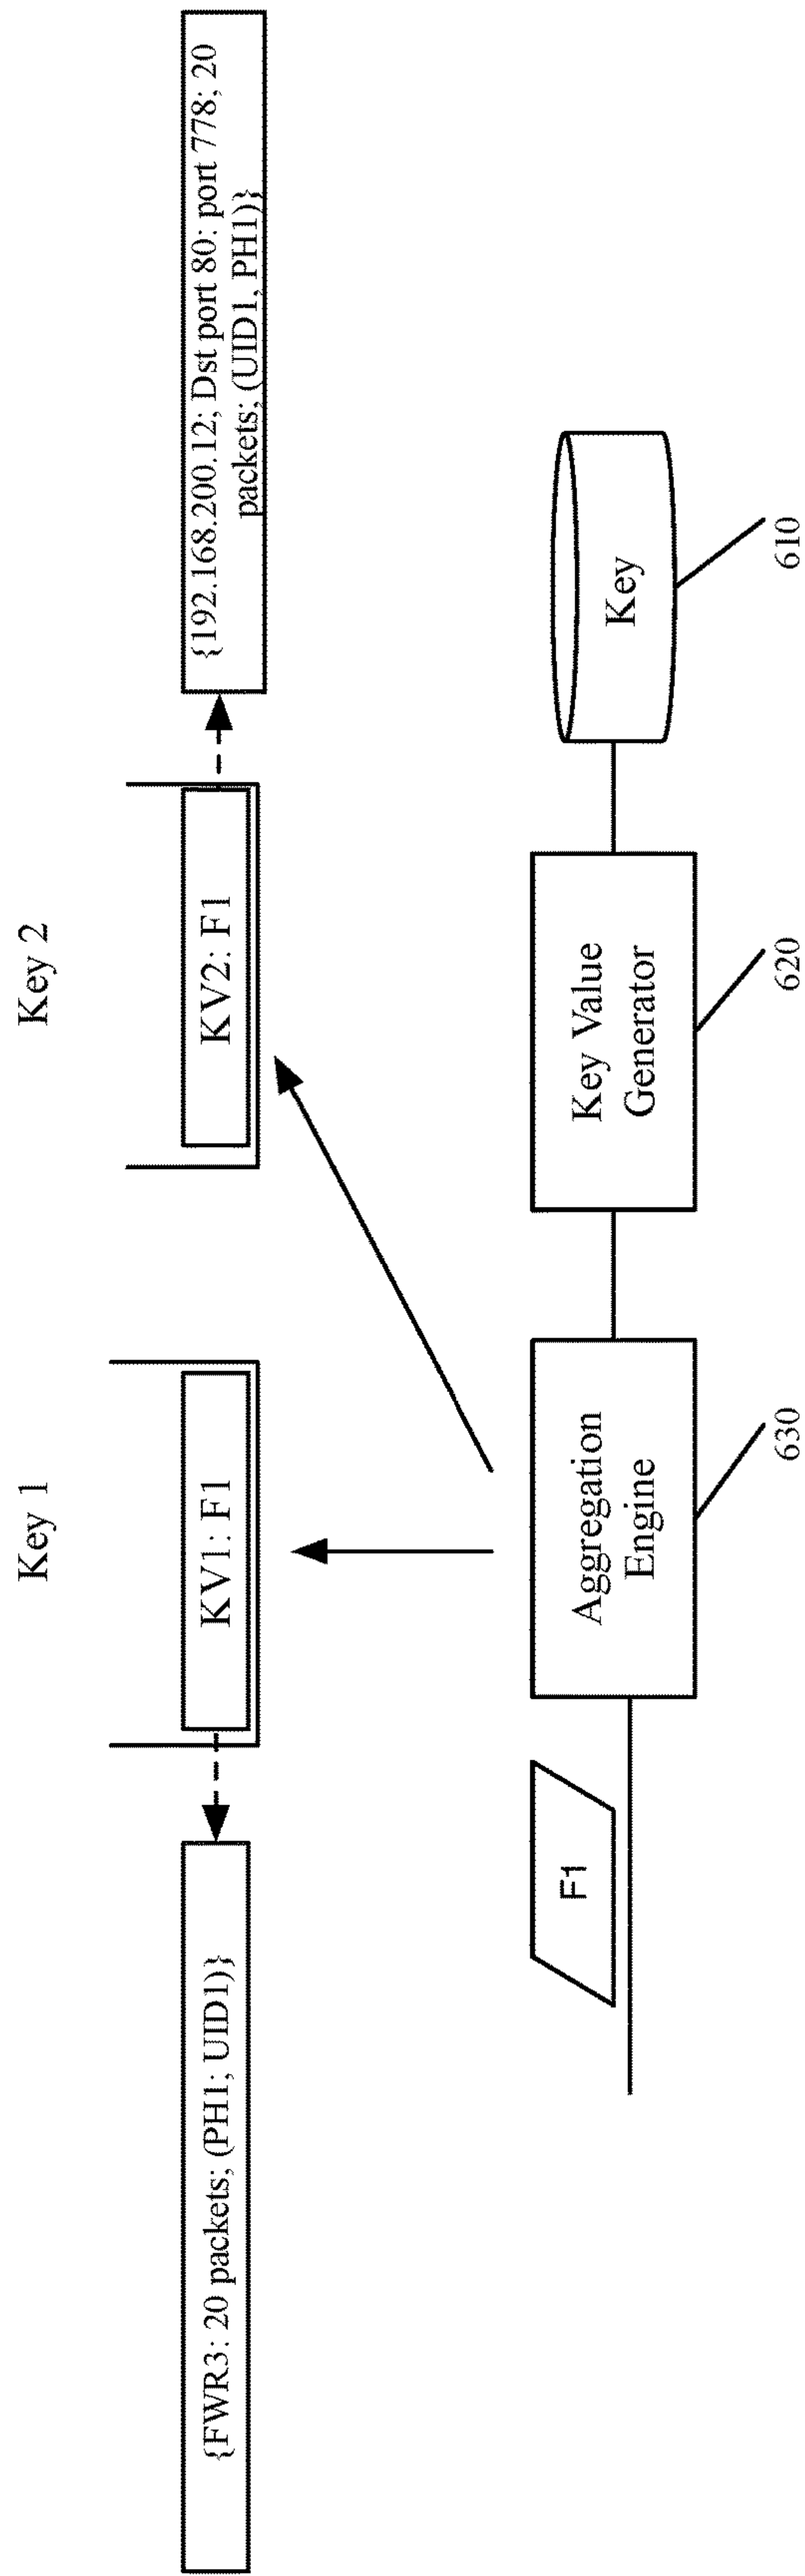 Key 1
Key 2
{FWR3: 20 packets; (PH1; UID1)}
KV1: F1
KV2: F1
{192.168.200.12; Dst port 80: port 778; 20
packets; (UID1, PH1)}
F1
Aggregation
Engine
Key Value
Generator
Key
630
620
610